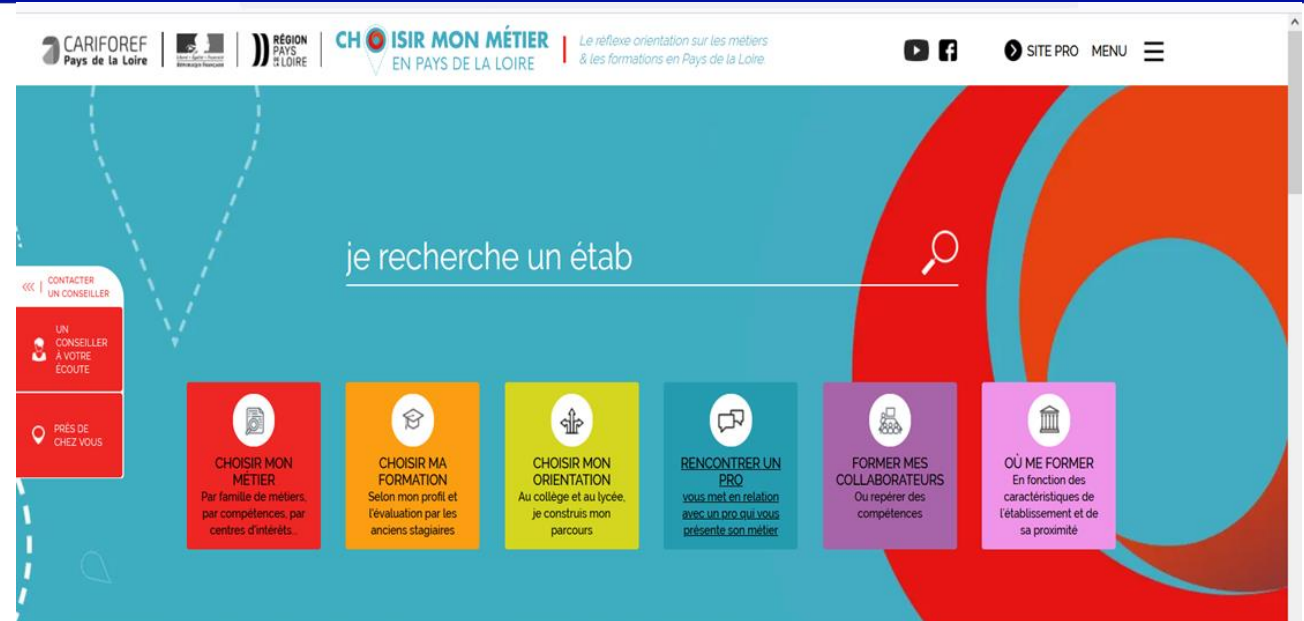 CARIFOREF
Pays de la Loire
RÉGION
PAYS
DE LA LOIRE
CHOISIR MON MÉTIER
EN PAYS DE LA LOIRE
Le réflexe orientation sur les métiers
& les formations en Pays de la Loire
SITE PRO MENU
je recherche un étab
CONTACTER
UN CONSEILLER
UN
CONSEILLER
À VOTRE
ÉCOUTE
PRÈS DE
CHEZ VOUS
CHOISIR MON
MÉTIER
Par famille de métiers,
par compétences, par
centres d'intérêts...
CHOISIR MA
FORMATION
Selon mon profil et
l'évaluation par les
anciens stagiaires
CHOISIR MON
ORIENTATION
Au collège et au lycée,
je construis mon
parcours
RENCONTRER UN
PRO
vous met en relation
avec un pro qui vous
présente son métier
FORMER MES
COLLABORATEURS
Ou repérer des
compétences
OÙ ME FORMER
En fonction des
caractéristiques de
l'établissement et de
sa proximité